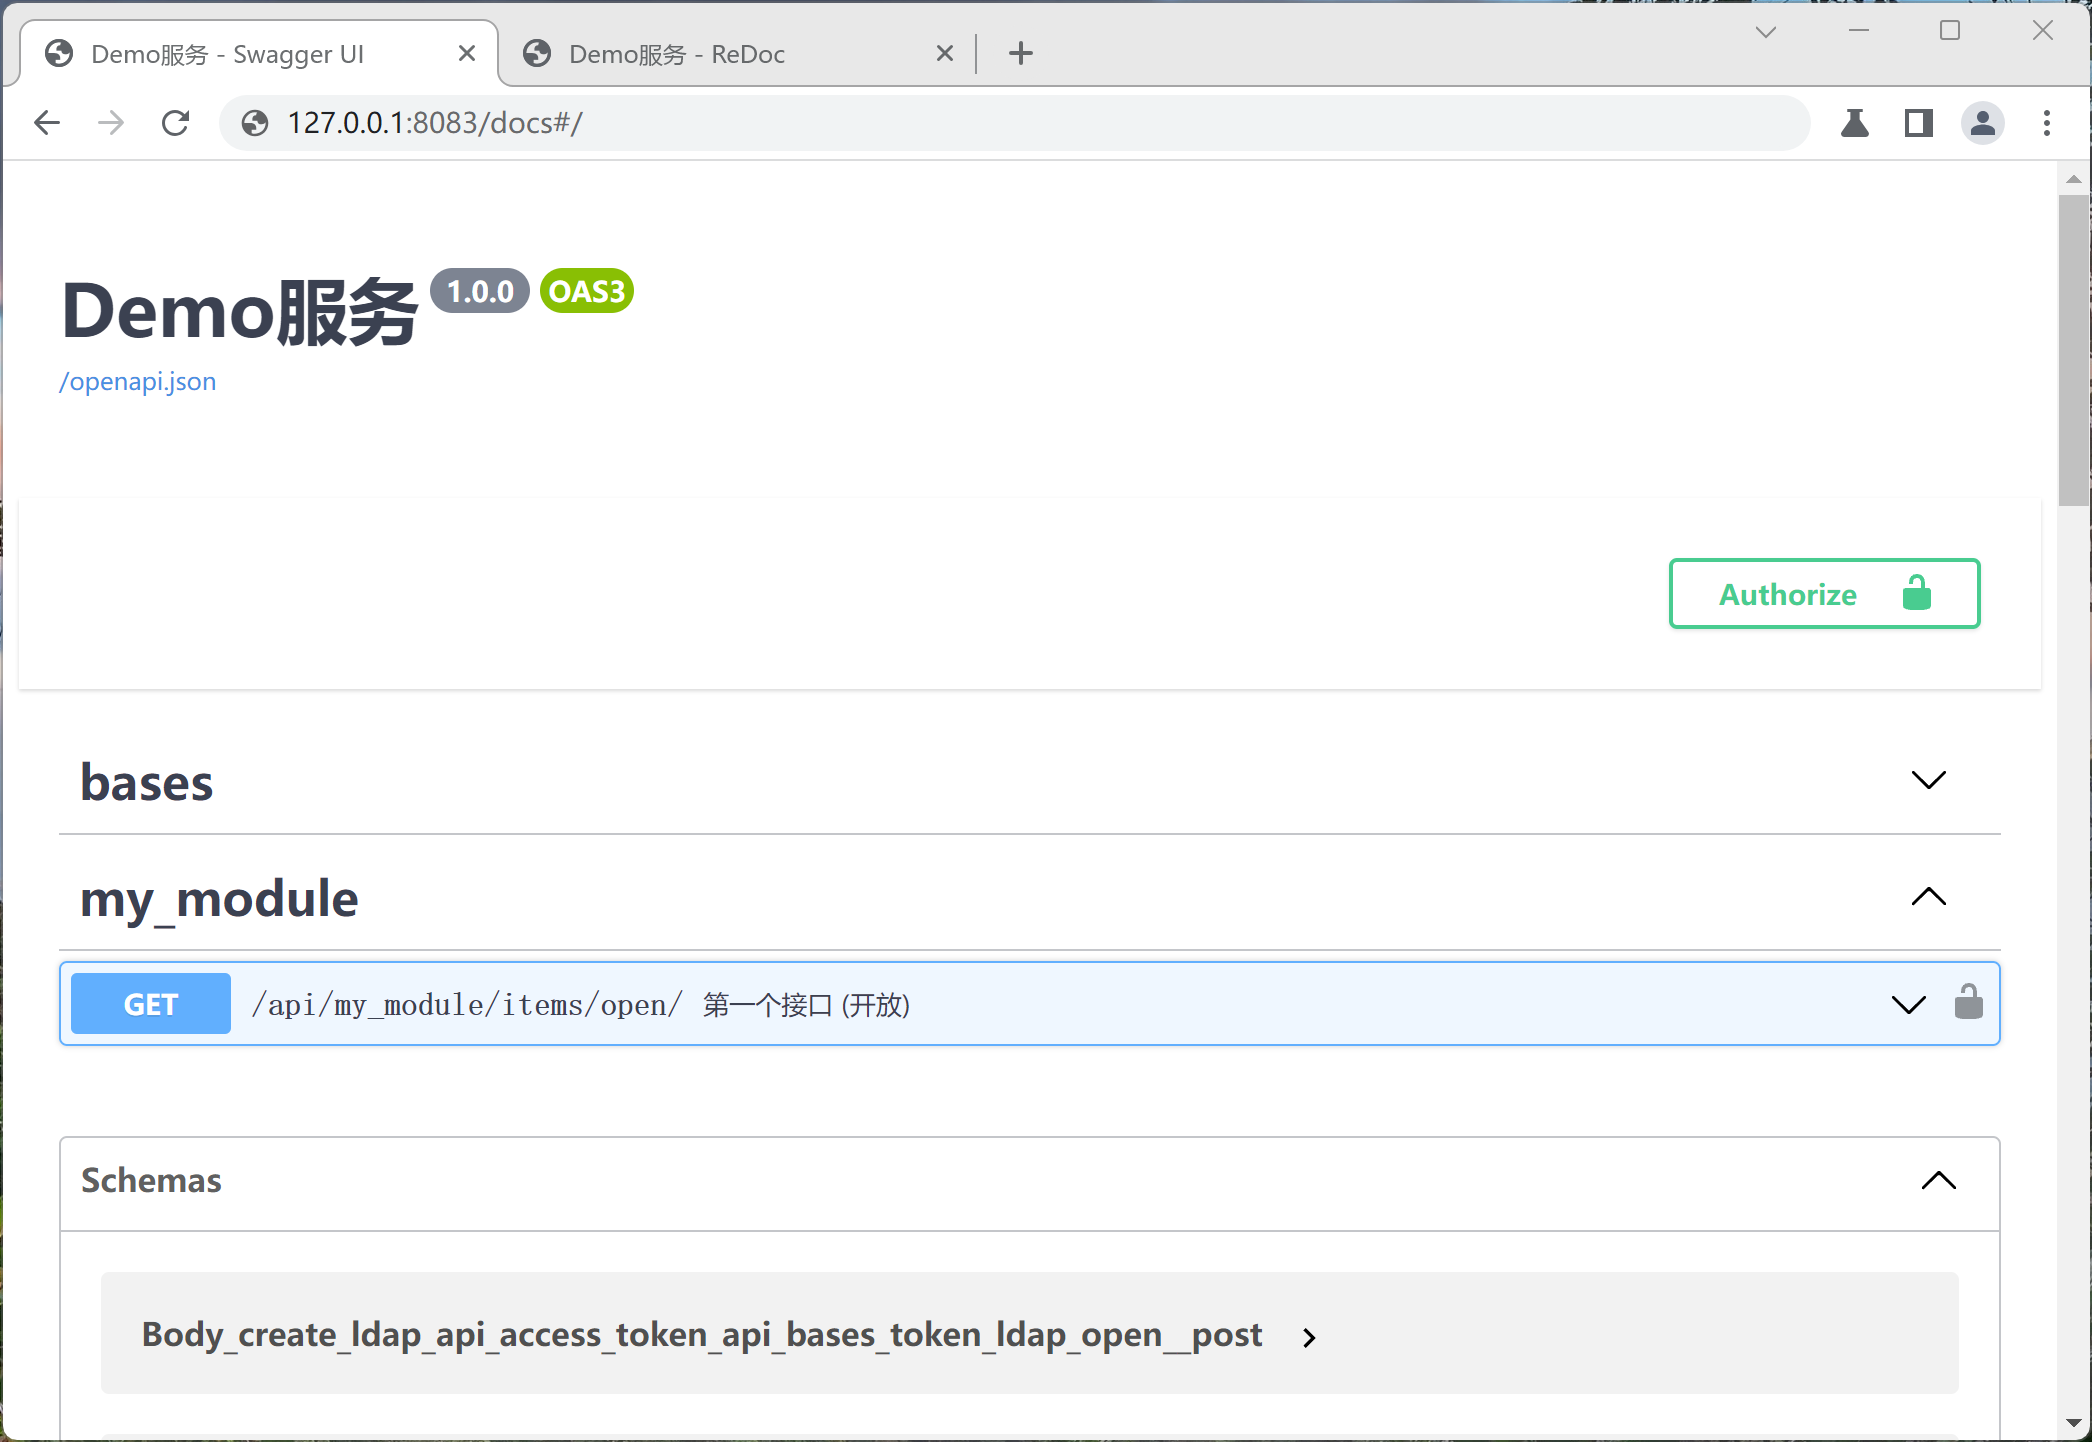 Demo服务 - Swagger UI
Demo服务 - ReDoc
127.0.0.1:8083/docs#/
Demo服务 1.0.0 OAS3
/openapi.json
Authorize
bases
my_module
GET /api/my_module/items/open/ 第一个接口 (开放)
Schemas
Body_create_ldap_api_access_token_api_bases_token_ldap_open__post